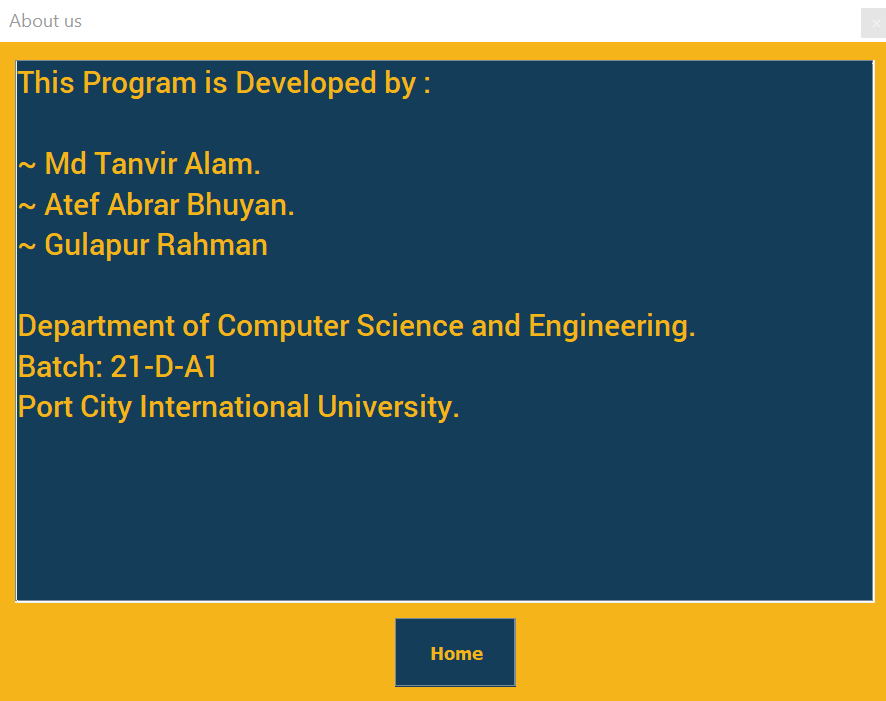 About us
This Program is Developed by :
~ Md Tanvir Alam.
~ Atef Abrar Bhuyan.
~ Gulapur Rahman
Department of Computer Science and Engineering.
Batch: 21-D-A1
Port City International University.
Home